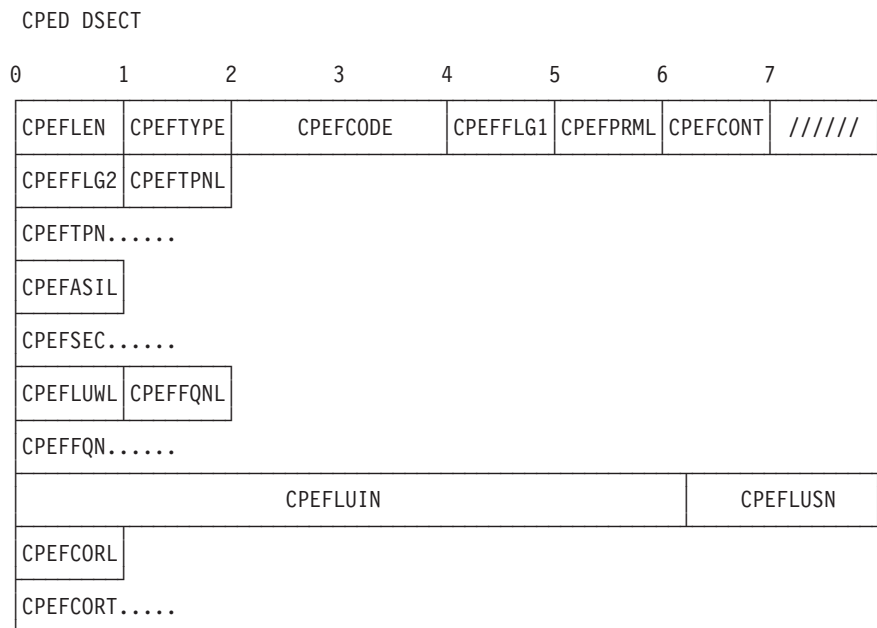 CPED DSECT
0 1 2 3 4 5 6 7
CPEFLEN CPEFTYPE CPEFCODE CPEFFLG1 CPEFPRML CPEFCONT //////
CPEFFLG2 CPEFTPNL
CPEFTPN......
CPEFASIL
CPEFSEC......
CPEFLUWL CPEFFQNL
CPEFFQN......
CPEFLUIN CPEFLUSN
CPEFCORL
CPEFCORT.....